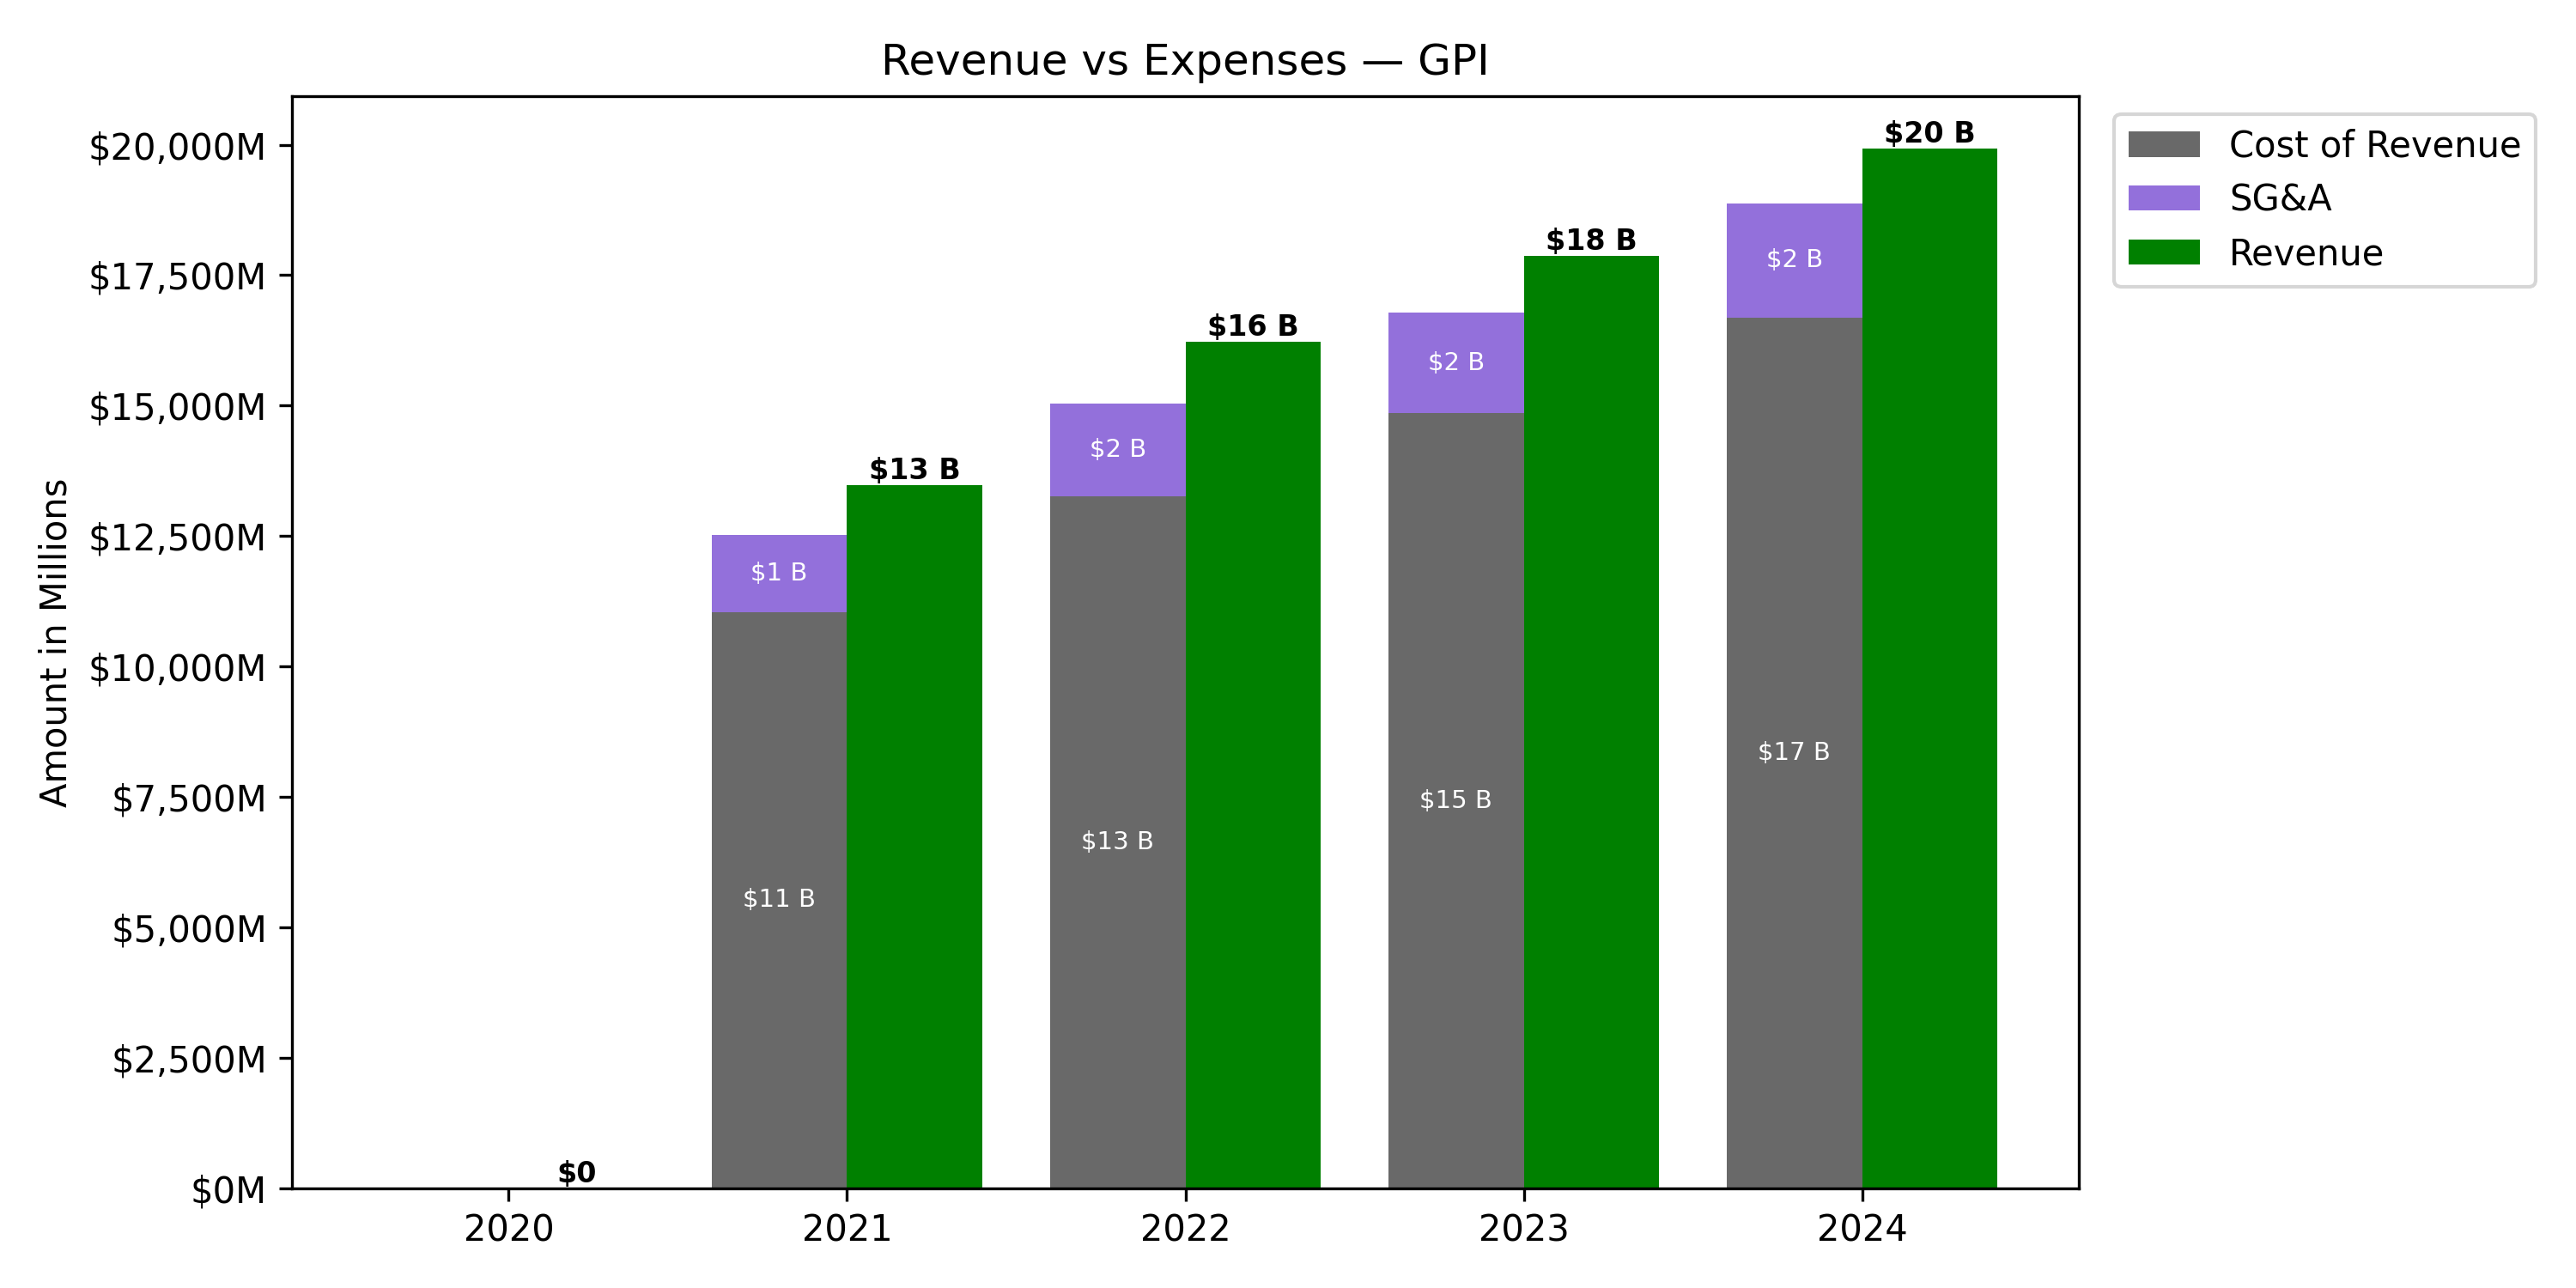 Revenue vs Expenses — GPI
Cost of Revenue
SG&A
Revenue
Amount in Millions
$20,000M
$17,500M
$15,000M
$12,500M
$10,000M
$7,500M
$5,000M
$2,500M
$0M
$0
$11 B
$1 B
$13 B
$13 B
$2 B
$16 B
$15 B
$2 B
$18 B
$17 B
$2 B
$20 B
2020
2021
2022
2023
2024